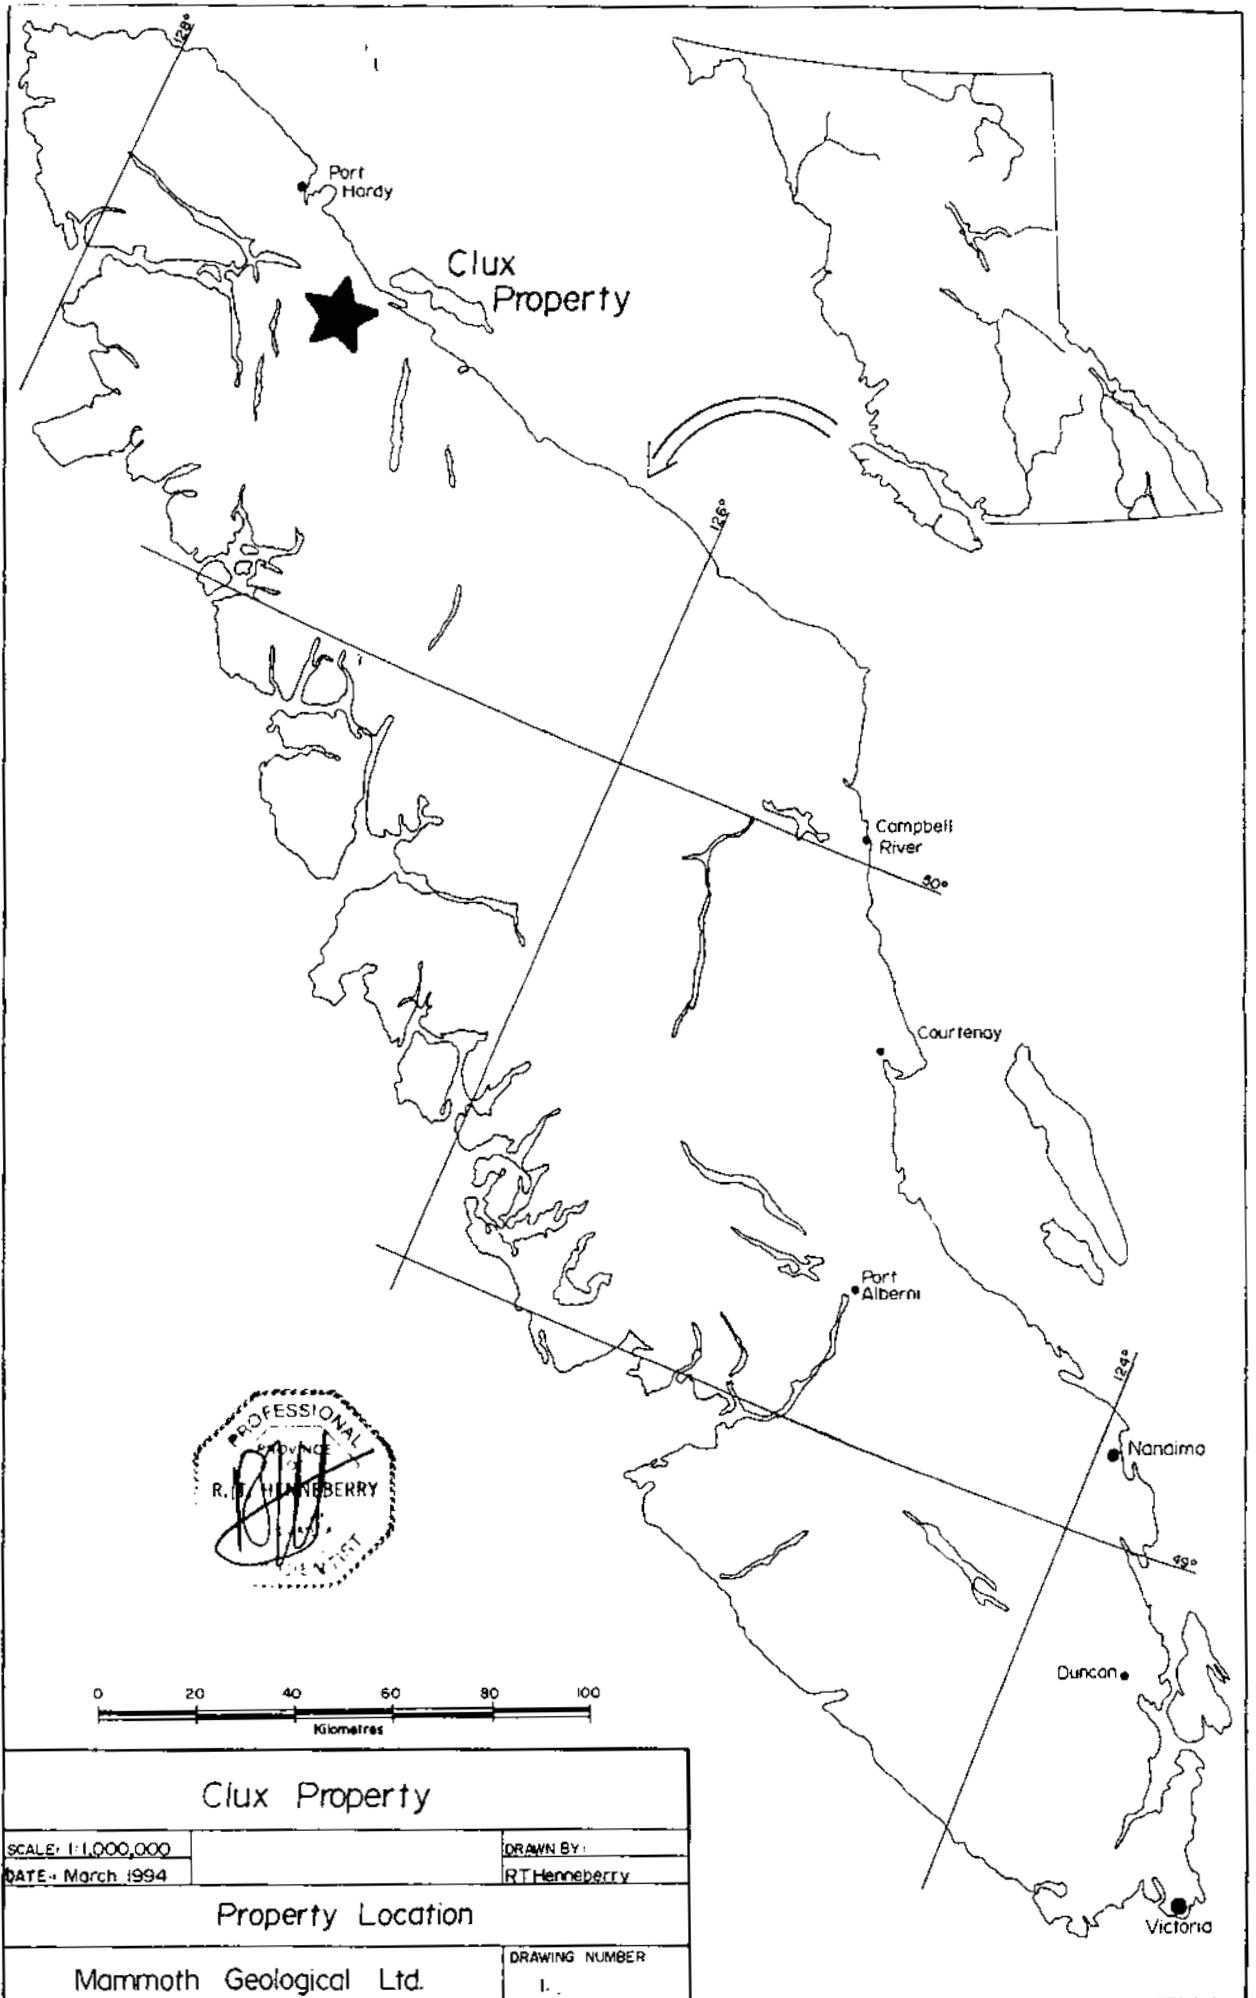 128°
Port
Hardy
Clux
Property
126°
Campbell
River
50°
Courtenay
Port
Alberni
124°
Nanaimo
49°
Duncan
Victoria
PROFESSIONAL
PROVINCE
R. T. HENNEBERRY
0 20 40 60 80 100
Kilometres
Clux Property
SCALE: 1:1,000,000
DATE: March 1994
DRAWN BY:
RTHenneberry
Property Location
Mammoth Geological Ltd.
DRAWING NUMBER
1.